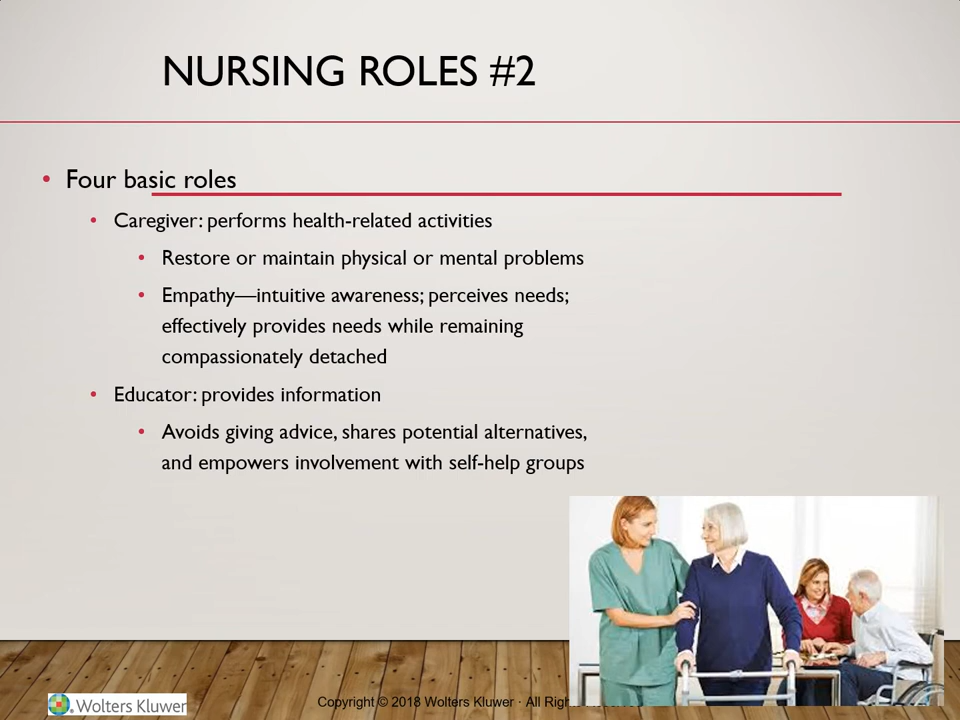 NURSING ROLES #2
• Four basic roles
• Caregiver: performs health-related activities
• Restore or maintain physical or mental problems
• Empathy—intuitive awareness; perceives needs;
effectively provides needs while remaining
compassionately detached
• Educator: provides information
• Avoids giving advice, shares potential alternatives,
and empowers involvement with self-help groups
Wolters Kluwer
Copyright © 2018 Wolters Kluwer · All